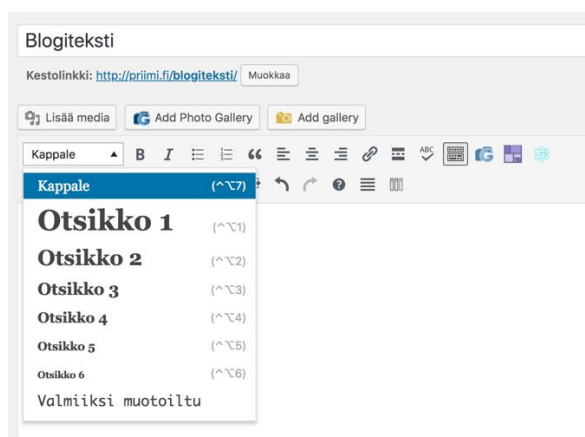 Blogiteksti
Kestolinkki: http://priimi.fi/blogiteksti/ Muokkaa
Lisää media Add Photo Gallery Add gallery
Kappale B I ABC
Kappale (^⌥7)
Otsikko 1 (^⌥1)
Otsikko 2 (^⌥2)
Otsikko 3 (^⌥3)
Otsikko 4 (^⌥4)
Otsikko 5 (^⌥5)
Otsikko 6 (^⌥6)
Valmiiksi muotoiltu